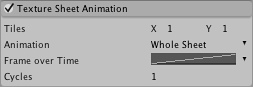 Texture Sheet Animation
Tiles X 1 Y 1
Animation Whole Sheet
Frame over Time
Cycles 1